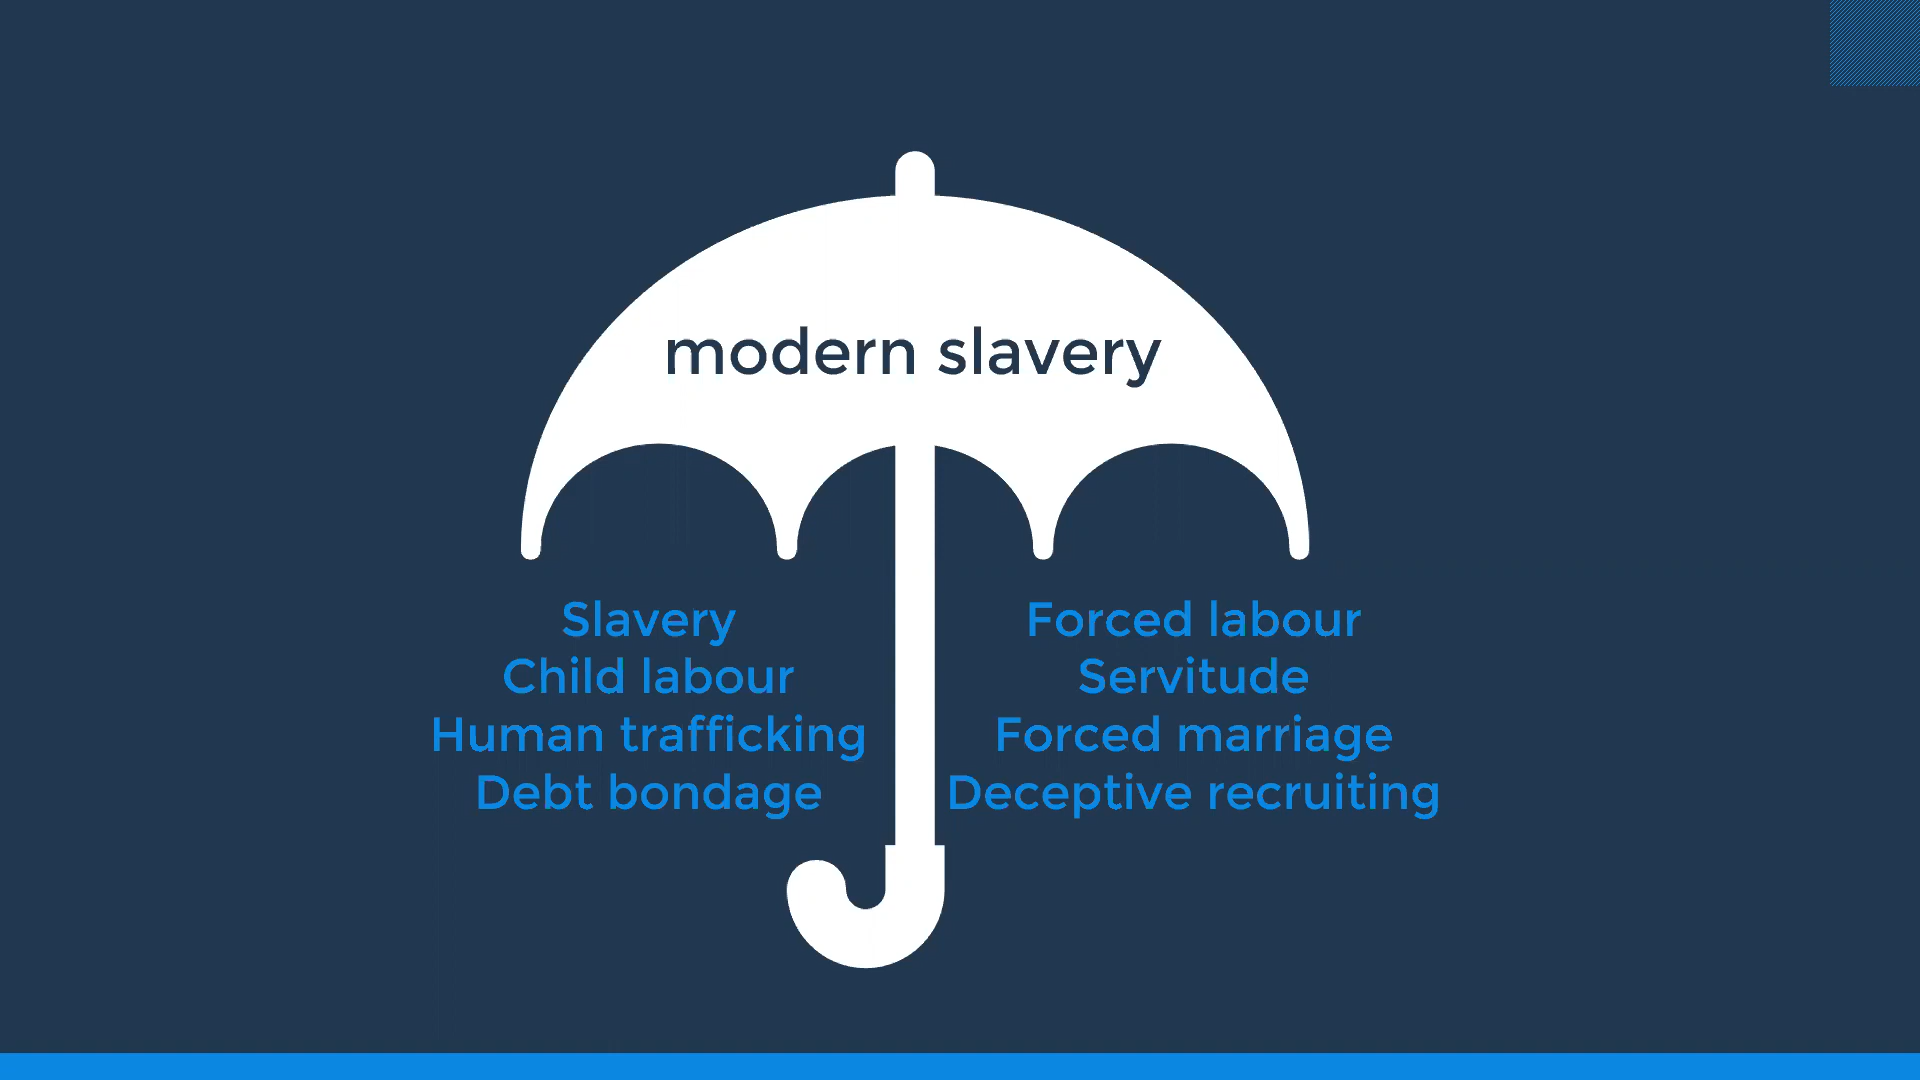 modern slavery
Slavery
Child labour
Human trafficking
Debt bondage
Forced labour
Servitude
Forced marriage
Deceptive recruiting